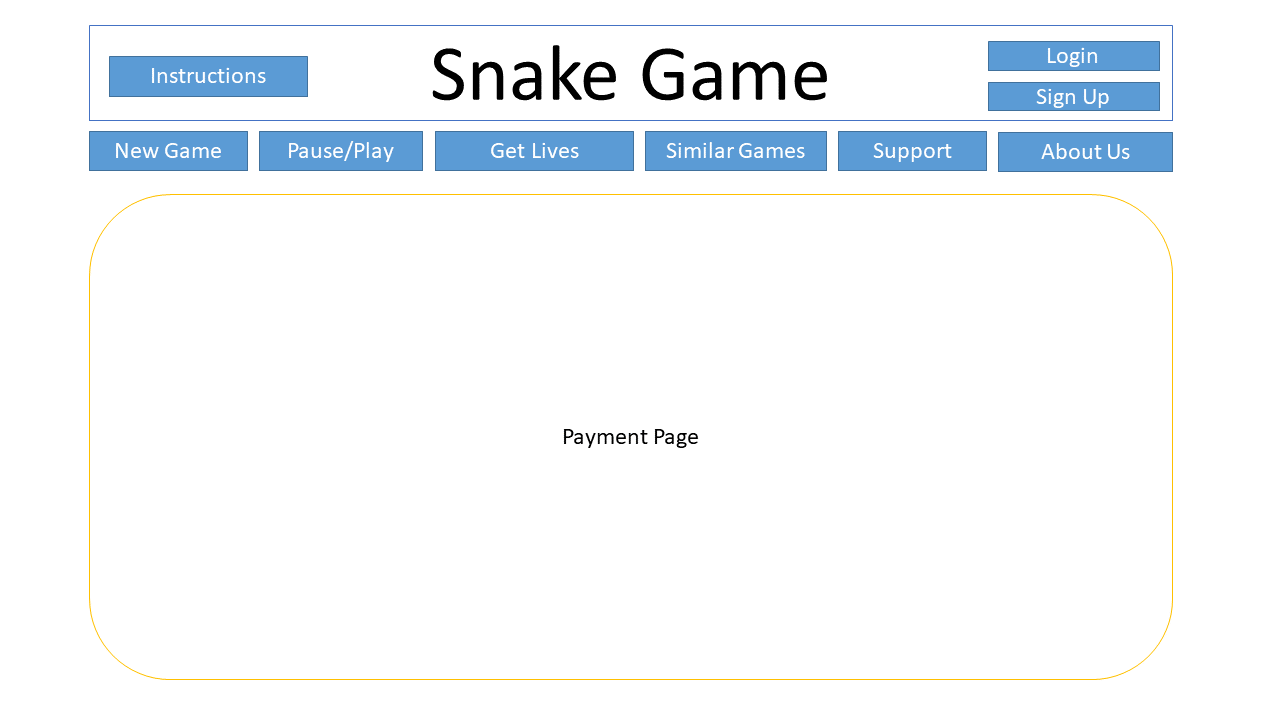 Instructions
Snake Game
Login
Sign Up
New Game
Pause/Play
Get Lives
Similar Games
Support
About Us
Payment Page